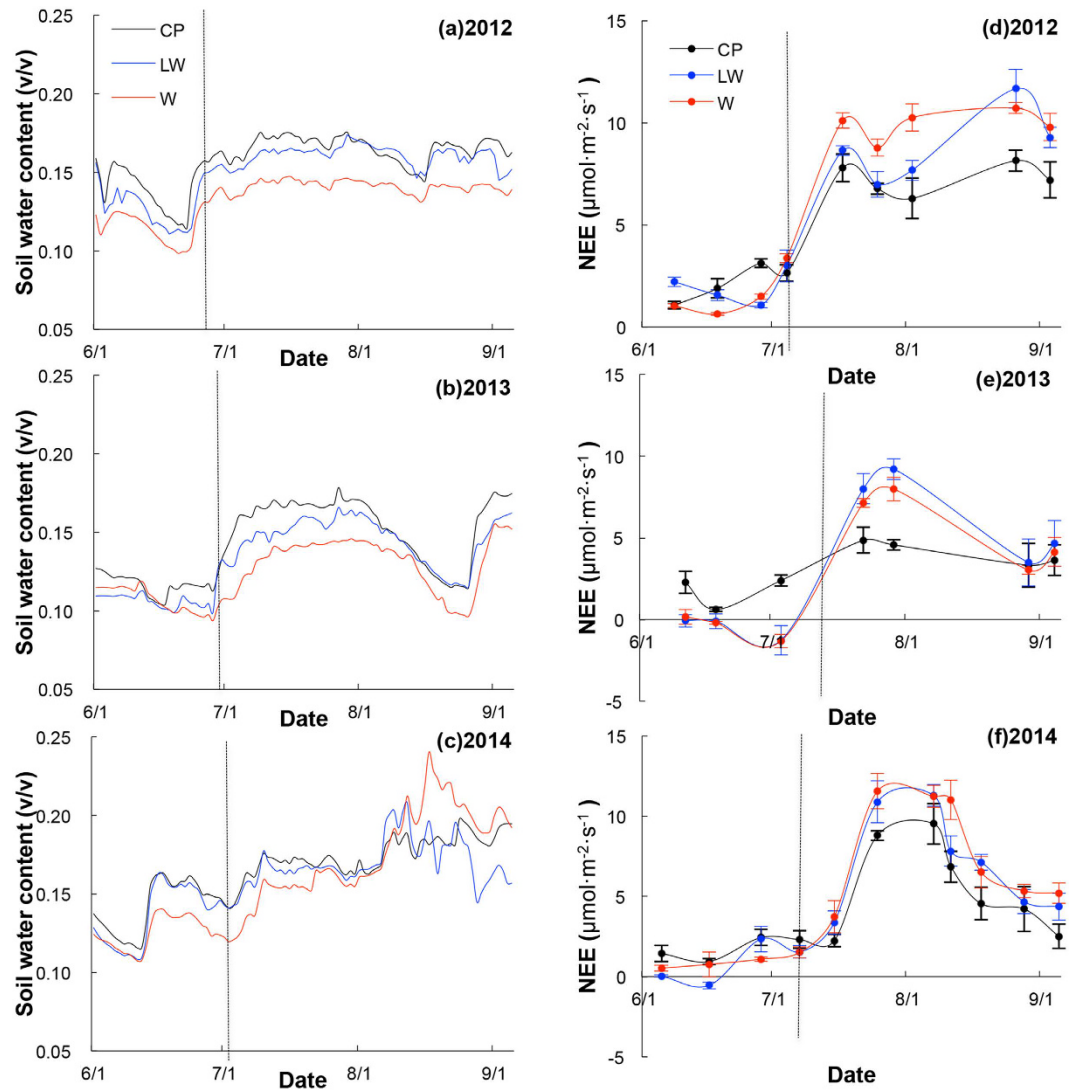 0.25
(a)2012
CP
LW
W
0.20
0.15
0.10
0.05
6/1 7/1 8/1 9/1
Date
Soil water content (v/v)
15
(d)2012
CP
LW
W
10
5
0
6/1 7/1 8/1 9/1
Date
NEE (µmol·m⁻²·s⁻¹)
0.25
(b)2013
0.20
0.15
0.10
0.05
6/1 7/1 8/1 9/1
Date
Soil water content (v/v)
(e)2013
15
10
5
0
6/1 7/1 8/1 9/1
-5
Date
NEE (µmol·m⁻²·s⁻¹)
0.25
(c)2014
0.20
0.15
0.10
0.05
6/1 7/1 8/1 9/1
Date
Soil water content (v/v)
15
(f)2014
10
5
0
6/1 7/1 8/1 9/1
-5
Date
NEE (µmol·m⁻²·s⁻¹)